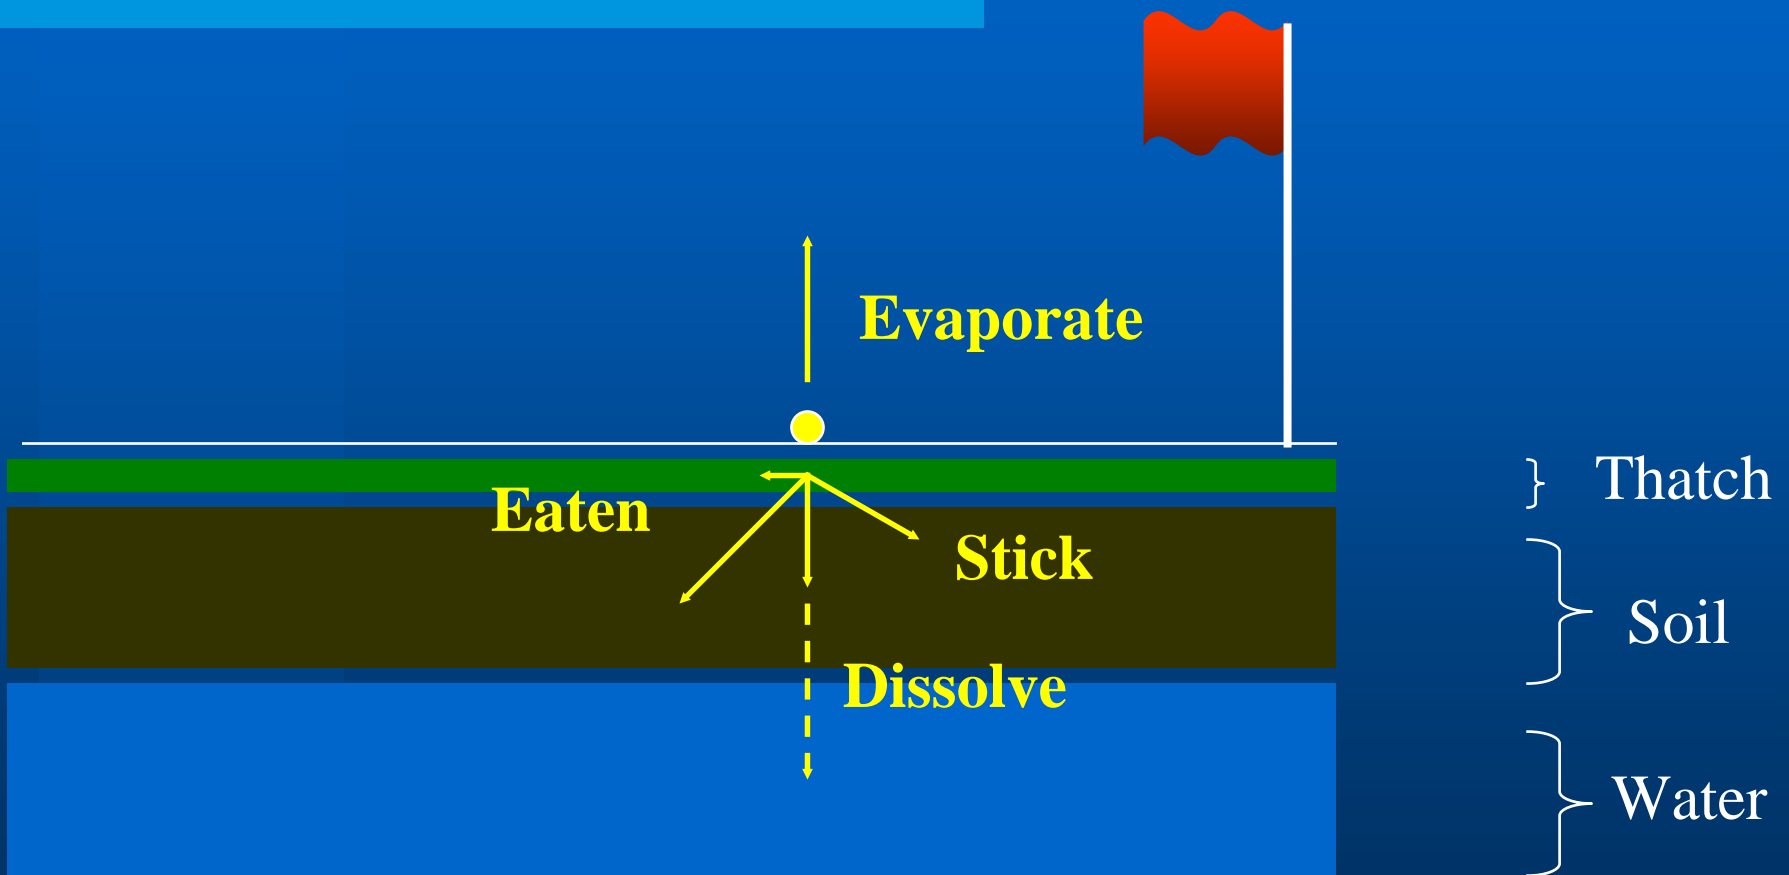 Evaporate
Thatch
Eaten
Stick
Soil
Dissolve
Water